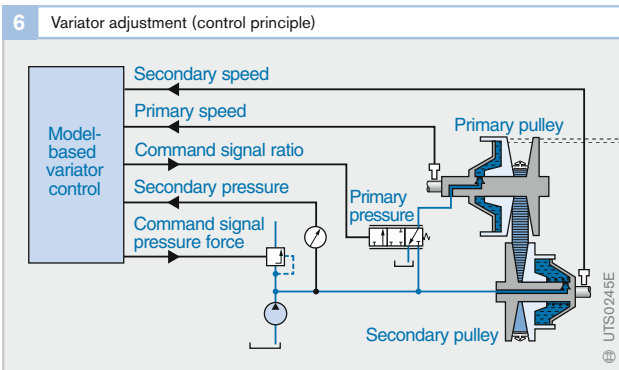 6 Variator adjustment (control principle)
Secondary speed
Primary speed
Primary pulley
Model-
based
variator
control
Command signal ratio
Secondary pressure
Primary
pressure
Command signal
pressure force
Secondary pulley
UTS0245E